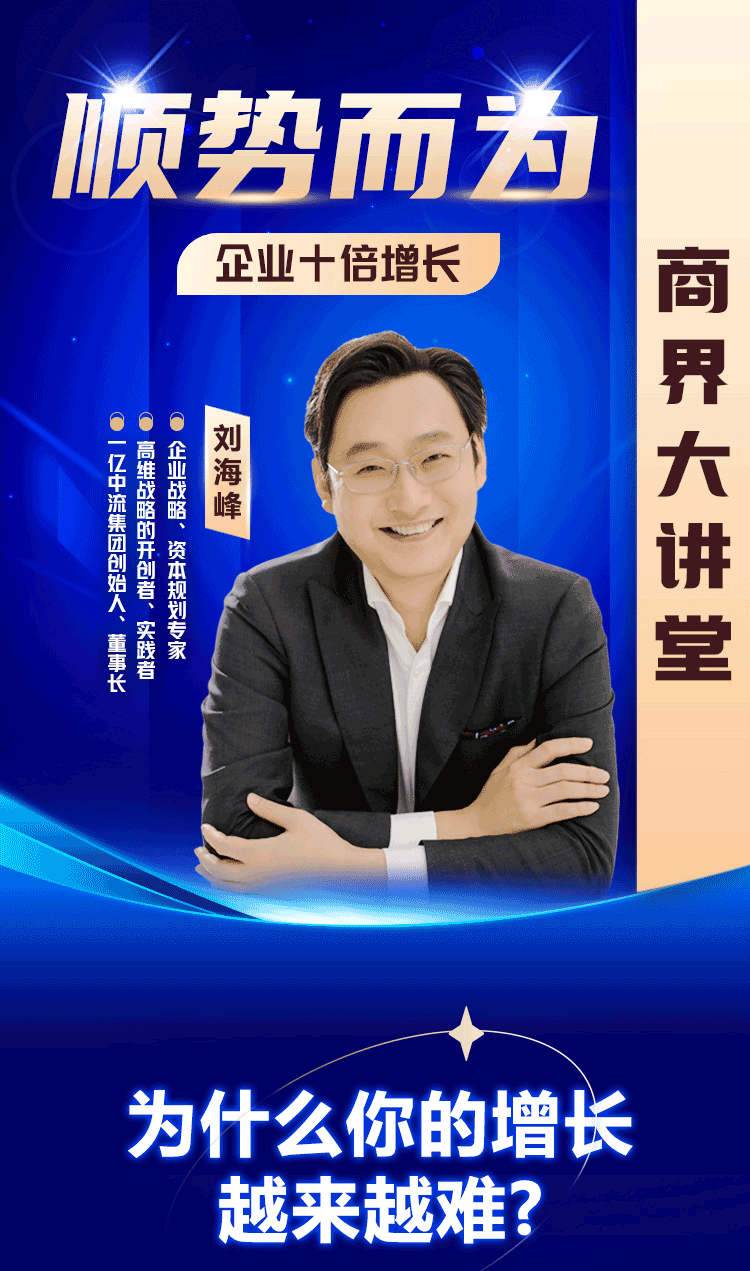 顺势而为
企业十倍增长
商界大讲堂
刘海峰
企业战略、资本规划专家
高维战略的开创者、实践者
一亿中流集团创始人、董事长
为什么你的增长
越来越难?